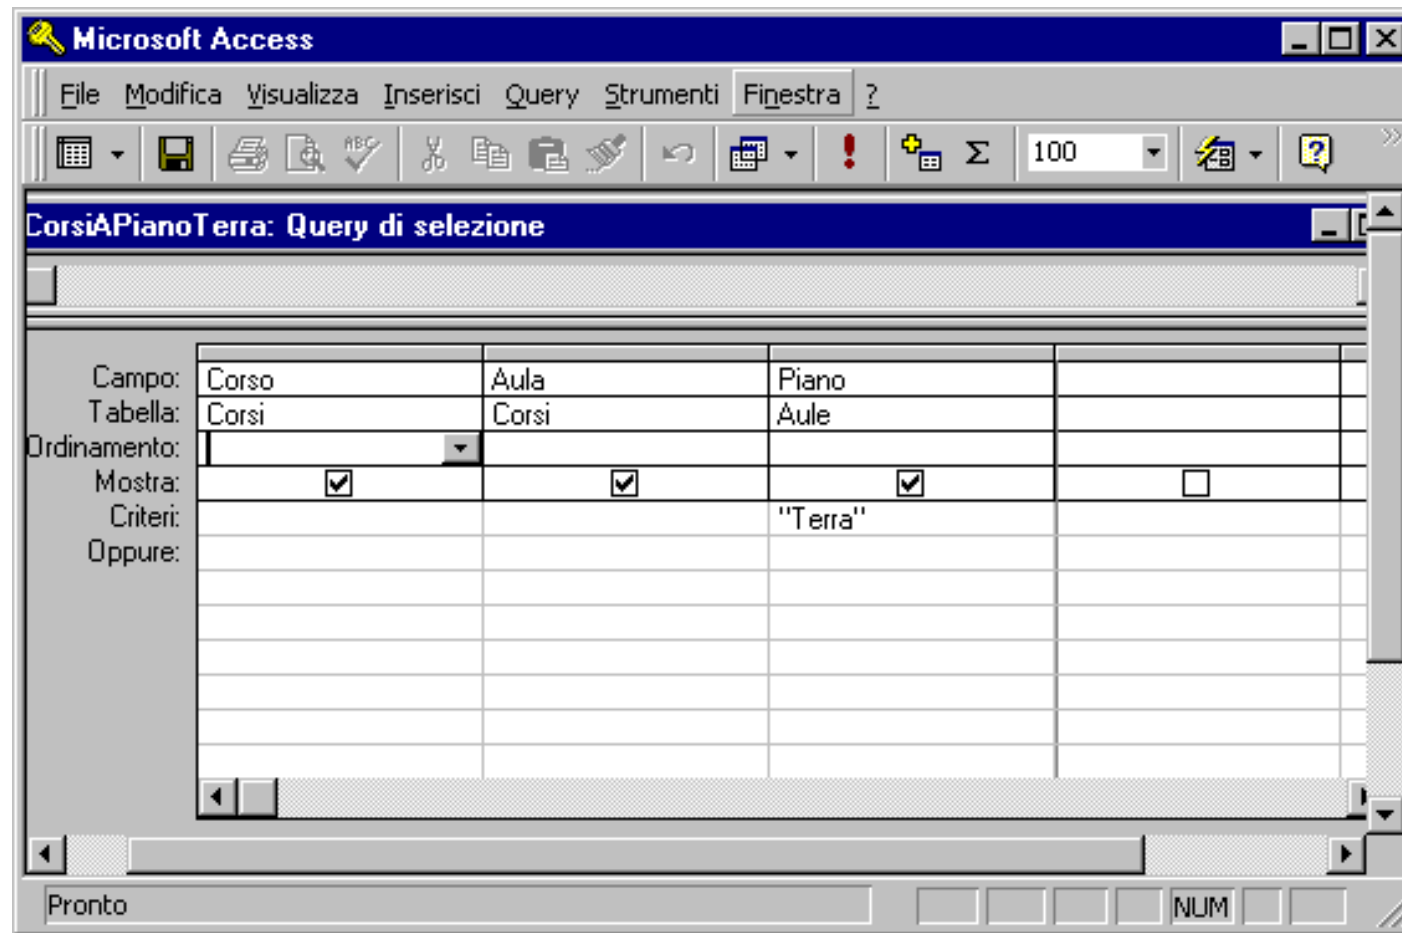 Microsoft Access
File Modifica Visualizza Inserisci Query Strumenti Finestra ?
ABC Σ 100
CorsiAPianoTerra: Query di selezione
Campo: Corso Aula Piano
Tabella: Corsi Corsi Aule
Ordinamento:
Mostra:
Criteri: "Terra"
Oppure:
Pronto NUM